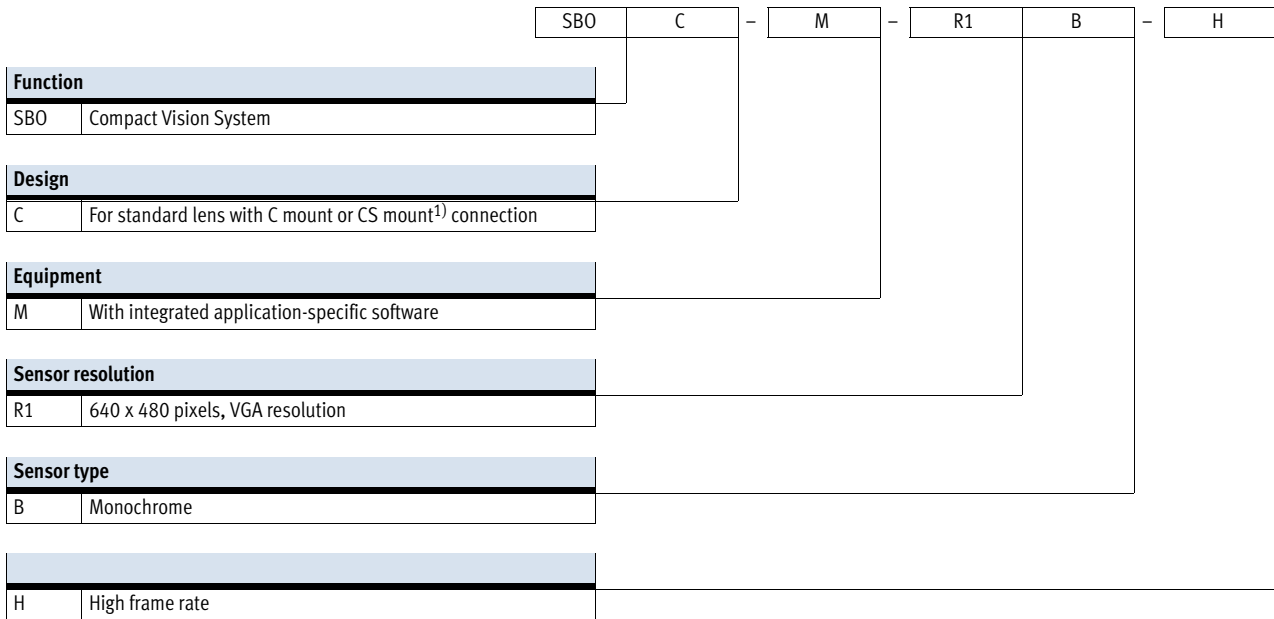 SBO C – M – R1 B – H
Function
SBO Compact Vision System
Design
C For standard lens with C mount or CS mount1) connection
Equipment
M With integrated application-specific software
Sensor resolution
R1 640 x 480 pixels, VGA resolution
Sensor type
B Monochrome
H High frame rate